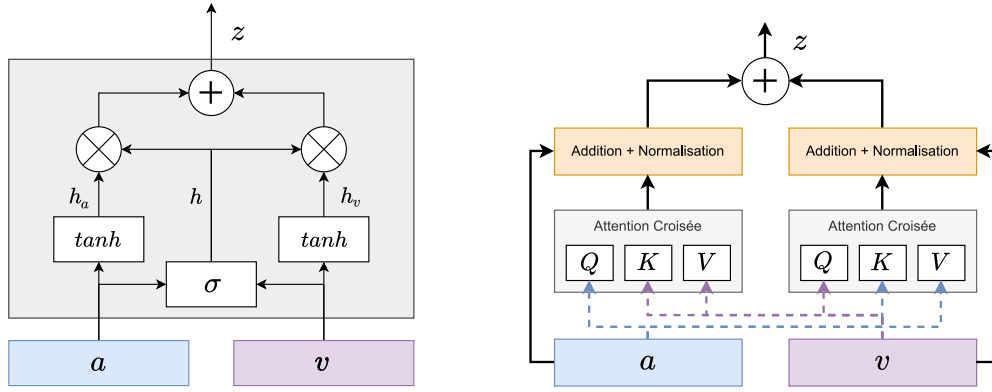 z
h_a
h
h_v
tanh
σ
tanh
a
v
z
Addition + Normalisation
Addition + Normalisation
Attention Croisée
Q K V
Attention Croisée
Q K V
a
v